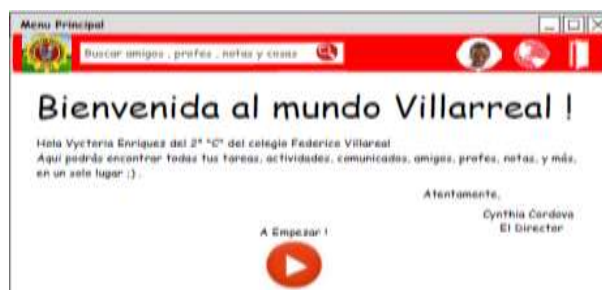 Menu Principal
Buscar amigos , profes , notas y cosas
Bienvenida al mundo Villarreal !
Hola Vyctoria Enriquez del 2° "C" del colegio Federico Villareal
Aqui podrás encontrar todas tus tareas, actividades, comunicados, amigos, profes, notas, y más,
en un solo lugar ;) .
Atentamente,
Cynthia Cordova
El Director
A Empezar !